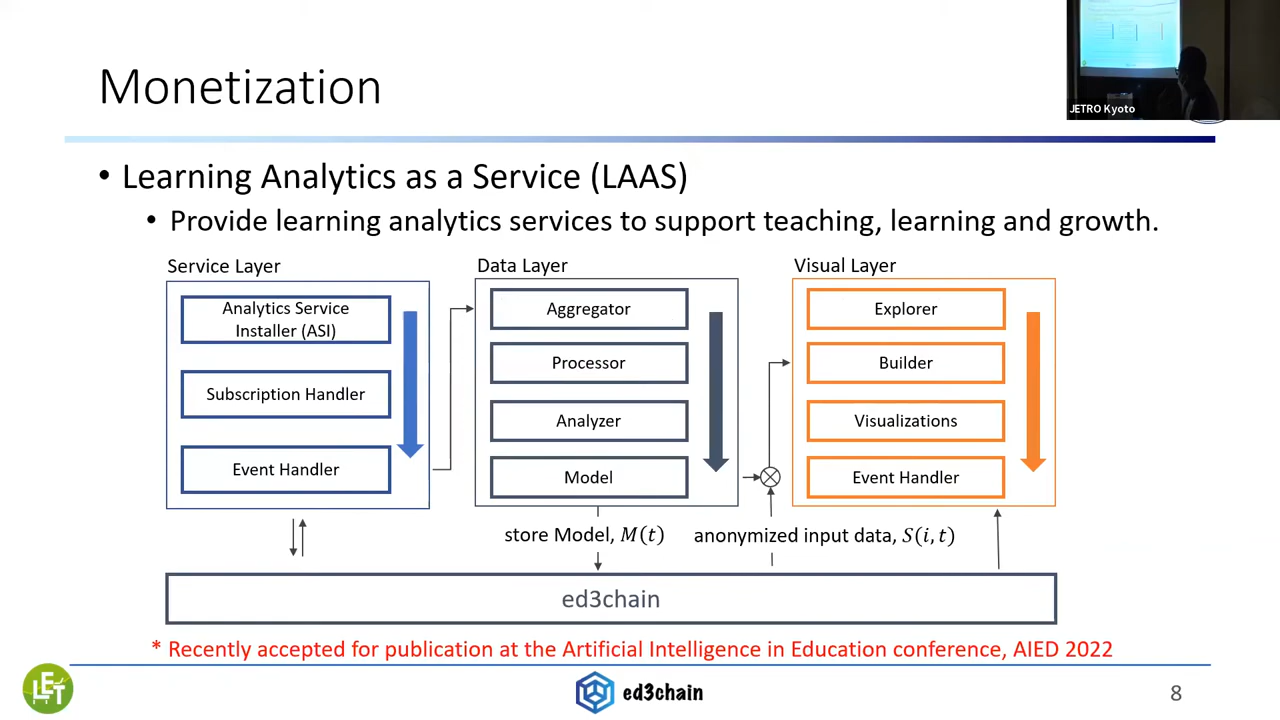 Monetization
JETRO Kyoto
• Learning Analytics as a Service (LAAS)
• Provide learning analytics services to support teaching, learning and growth.
Service Layer
Analytics Service
Installer (ASI)
Subscription Handler
Event Handler
Data Layer
Aggregator
Processor
Analyzer
Model
Visual Layer
Explorer
Builder
Visualizations
Event Handler
store Model, M(t)
anonymized input data, S(i, t)
ed3chain
* Recently accepted for publication at the Artificial Intelligence in Education conference, AIED 2022
LET
ed3chain
8